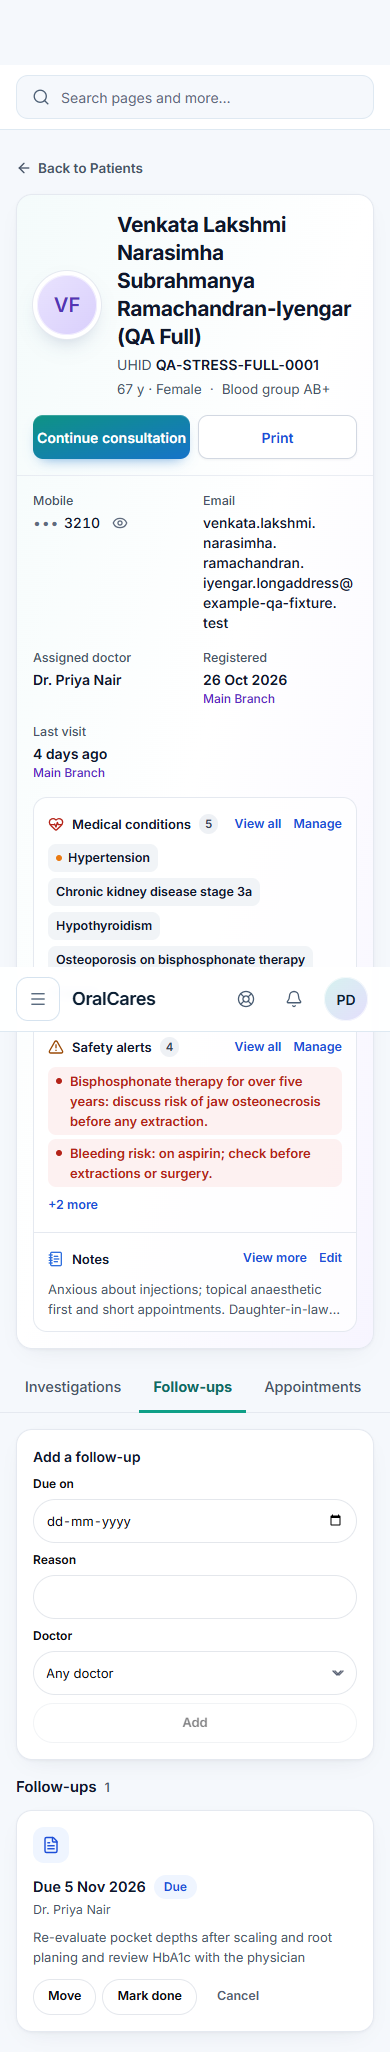 Search pages and more...
Back to Patients
VF
Venkata Lakshmi
Narasimha
Subrahmanya
Ramachandran-Iyengar
(QA Full)
UHID QA-STRESS-FULL-0001
67 y · Female · Blood group AB+
Continue consultation
Print
Mobile
••• 3210
Email
venkata.lakshmi.
narasimha.
ramachandran.
iyengar.longaddress@
example-qa-fixture.
test
Assigned doctor
Dr. Priya Nair
Registered
26 Oct 2026
Main Branch
Last visit
4 days ago
Main Branch
Medical conditions 5 View all Manage
Hypertension
Chronic kidney disease stage 3a
Hypothyroidism
Osteoporosis on bisphosphonate therapy
OralCares PD
Safety alerts 4 View all Manage
Bisphosphonate therapy for over five
years: discuss risk of jaw osteonecrosis
before any extraction.
Bleeding risk: on aspirin; check before
extractions or surgery.
+2 more
Notes View more Edit
Anxious about injections; topical anaesthetic
first and short appointments. Daughter-in-law...
Investigations Follow-ups Appointments
Add a follow-up
Due on
dd-mm-yyyy
Reason
Doctor
Any doctor
Add
Follow-ups 1
Due 5 Nov 2026 Due
Dr. Priya Nair
Re-evaluate pocket depths after scaling and root
planing and review HbA1c with the physician
Move Mark done Cancel